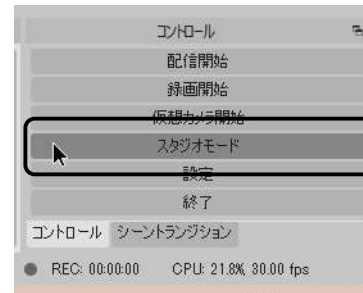 コントロール
配信開始
録画開始
仮想カメラ開始
スタジオモード
設定
終了
コントロール シーントランジション
REC: 00:00:00 CPU: 21.8%, 30.00 fps